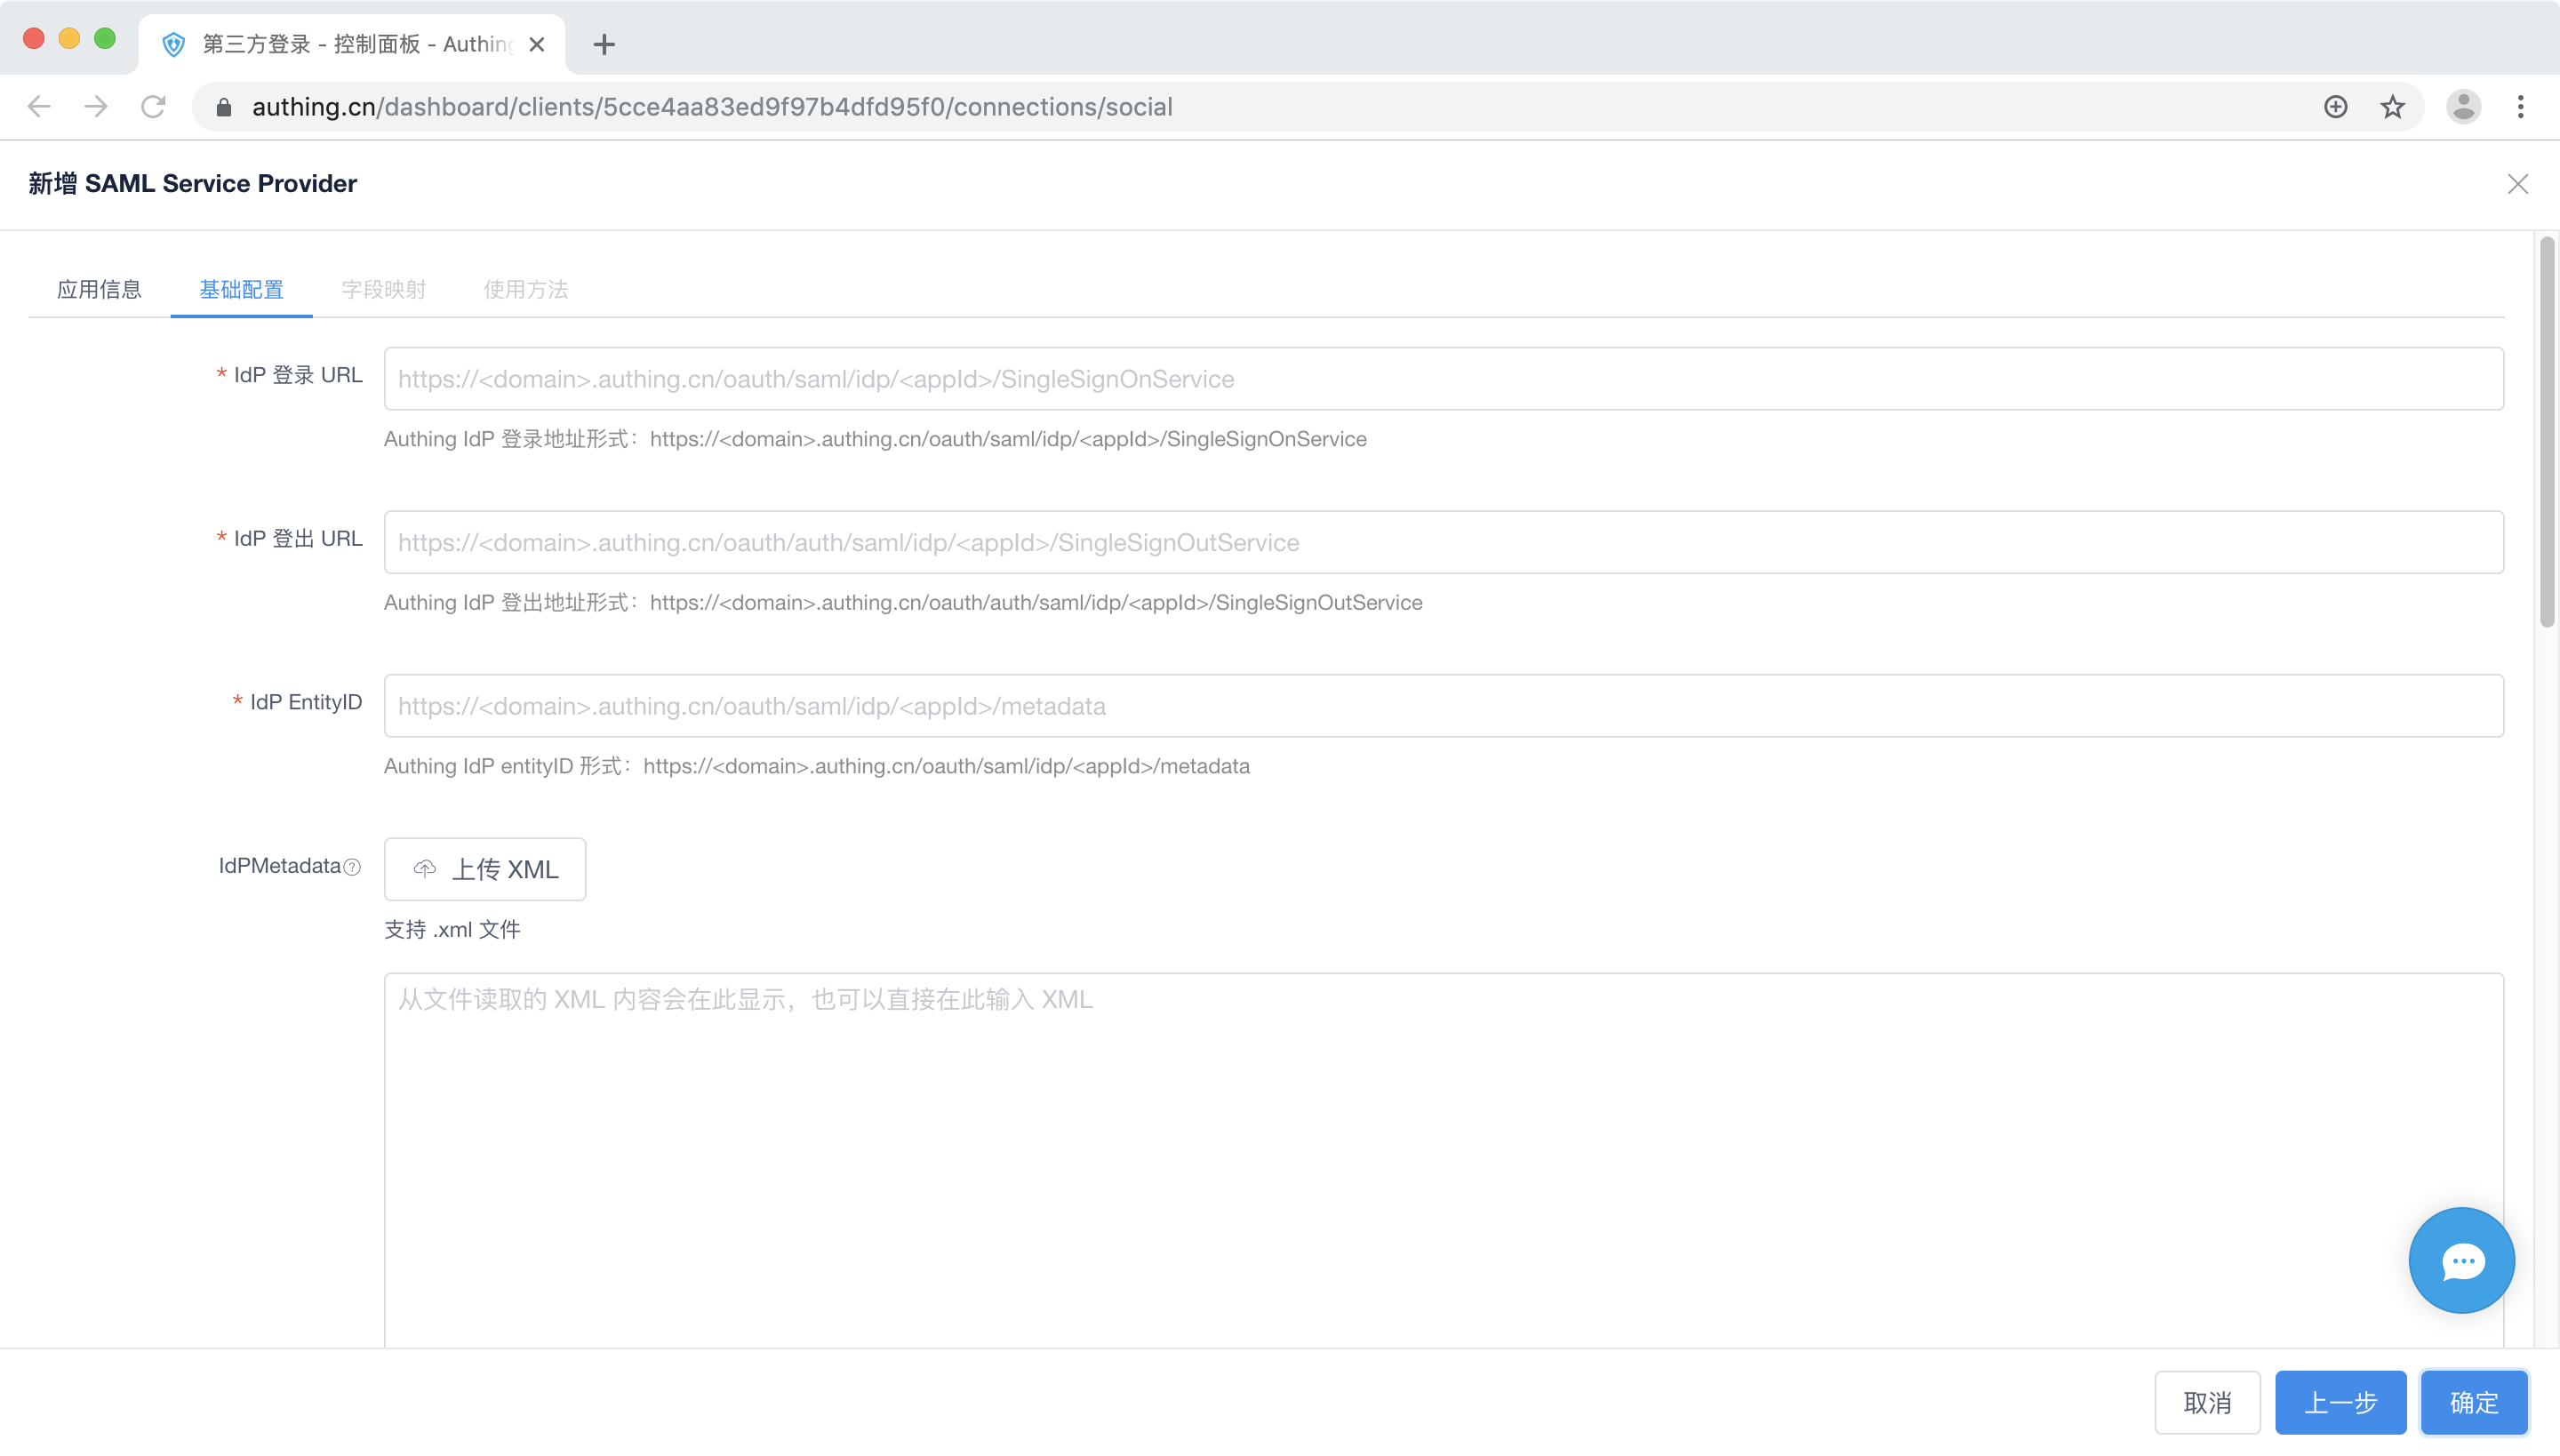 第三方登录 - 控制面板 - Authing
authing.cn/dashboard/clients/5cce4aa83ed9f97b4dfd95f0/connections/social
新增 SAML Service Provider
应用信息 基础配置 字段映射 使用方法
* IdP 登录 URL https://<domain>.authing.cn/oauth/saml/idp/<appId>/SingleSignOnService
Authing IdP 登录地址形式：https://<domain>.authing.cn/oauth/saml/idp/<appId>/SingleSignOnService
* IdP 登出 URL https://<domain>.authing.cn/oauth/auth/saml/idp/<appId>/SingleSignOutService
Authing IdP 登出地址形式：https://<domain>.authing.cn/oauth/auth/saml/idp/<appId>/SingleSignOutService
* IdP EntityID https://<domain>.authing.cn/oauth/saml/idp/<appId>/metadata
Authing IdP entityID 形式：https://<domain>.authing.cn/oauth/saml/idp/<appId>/metadata
IdPMetadata 上传 XML
支持 .xml 文件
从文件读取的 XML 内容会在此显示，也可以直接在此输入 XML
取消 上一步 确定